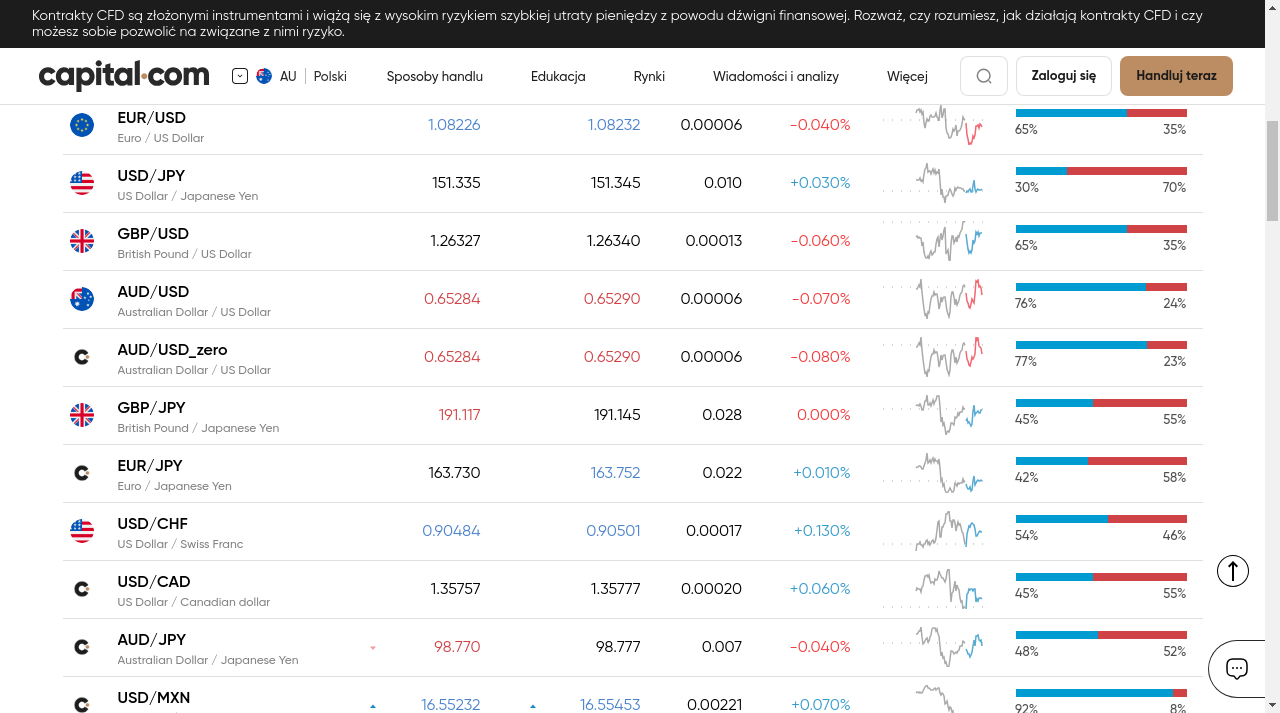 Kontrakty CFD są złożonymi instrumentami i wiążą się z wysokim ryzykiem szybkiej utraty pieniędzy z powodu dźwigni finansowej. Rozważ, czy rozumiesz, jak działają kontrakty CFD i czy
możesz sobie pozwolić na związane z nimi ryzyko.
capital.com AU Polski Sposoby handlu Edukacja Rynki Wiadomości i analizy Więcej Zaloguj się Handluj teraz
EUR/USD 1.08226 1.08232 0.00006 -0.040%
Euro / US Dollar 65% 35%
USD/JPY 151.335 151.345 0.010 +0.030%
US Dollar / Japanese Yen 30% 70%
GBP/USD 1.26327 1.26340 0.00013 -0.060%
British Pound / US Dollar 65% 35%
AUD/USD 0.65284 0.65290 0.00006 -0.070%
Australian Dollar / US Dollar 76% 24%
AUD/USD_zero 0.65284 0.65290 0.00006 -0.080%
Australian Dollar / US Dollar 77% 23%
GBP/JPY 191.117 191.145 0.028 0.000%
British Pound / Japanese Yen 45% 55%
EUR/JPY 163.730 163.752 0.022 +0.010%
Euro / Japanese Yen 42% 58%
USD/CHF 0.90484 0.90501 0.00017 +0.130%
US Dollar / Swiss Franc 54% 46%
USD/CAD 1.35757 1.35777 0.00020 +0.060%
US Dollar / Canadian dollar 45% 55%
AUD/JPY 98.770 98.777 0.007 -0.040%
Australian Dollar / Japanese Yen 48% 52%
USD/MXN 16.55232 16.55453 0.00221 +0.070%
92% 8%